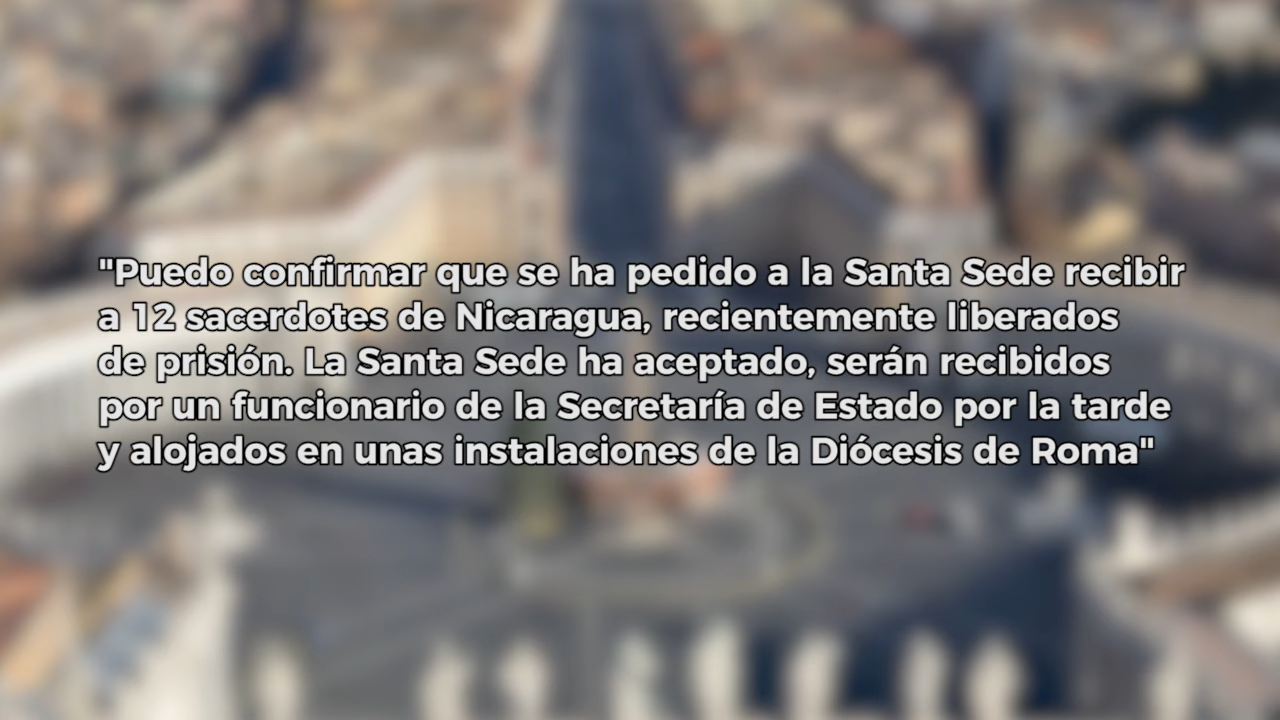 "Puedo confirmar que se ha pedido a la Santa Sede recibir
a 12 sacerdotes de Nicaragua, recientemente liberados
de prisión. La Santa Sede ha aceptado, serán recibidos
por un funcionario de la Secretaría de Estado por la tarde
y alojados en unas instalaciones de la Diócesis de Roma"